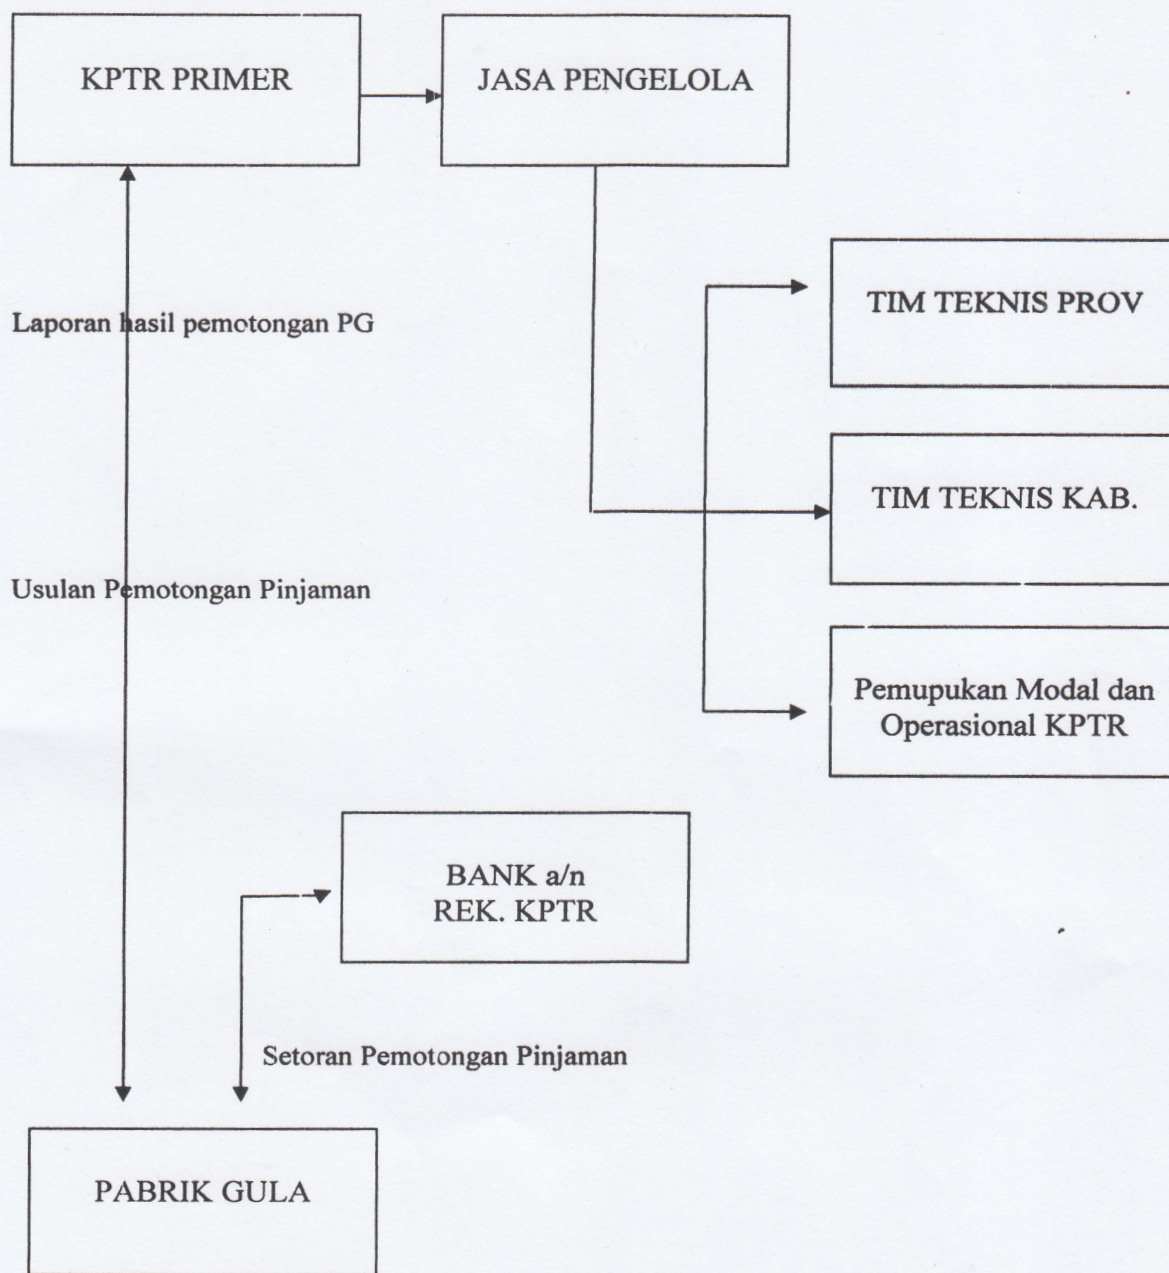 KPTR PRIMER
JASA PENGELOLA
Laporan hasil pemotongan PG
TIM TEKNIS PROV
TIM TEKNIS KAB.
Usulan Pemotongan Pinjaman
Pemupukan Modal dan
Operasional KPTR
BANK a/n
REK. KPTR
Setoran Pemotongan Pinjaman
PABRIK GULA